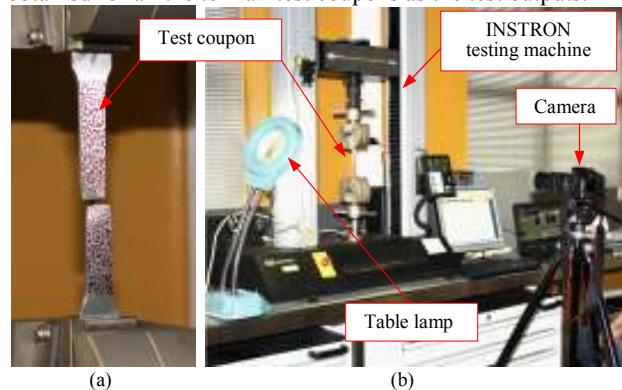 Test coupon
INSTRON
testing machine
Camera
Table lamp
(a)
(b)